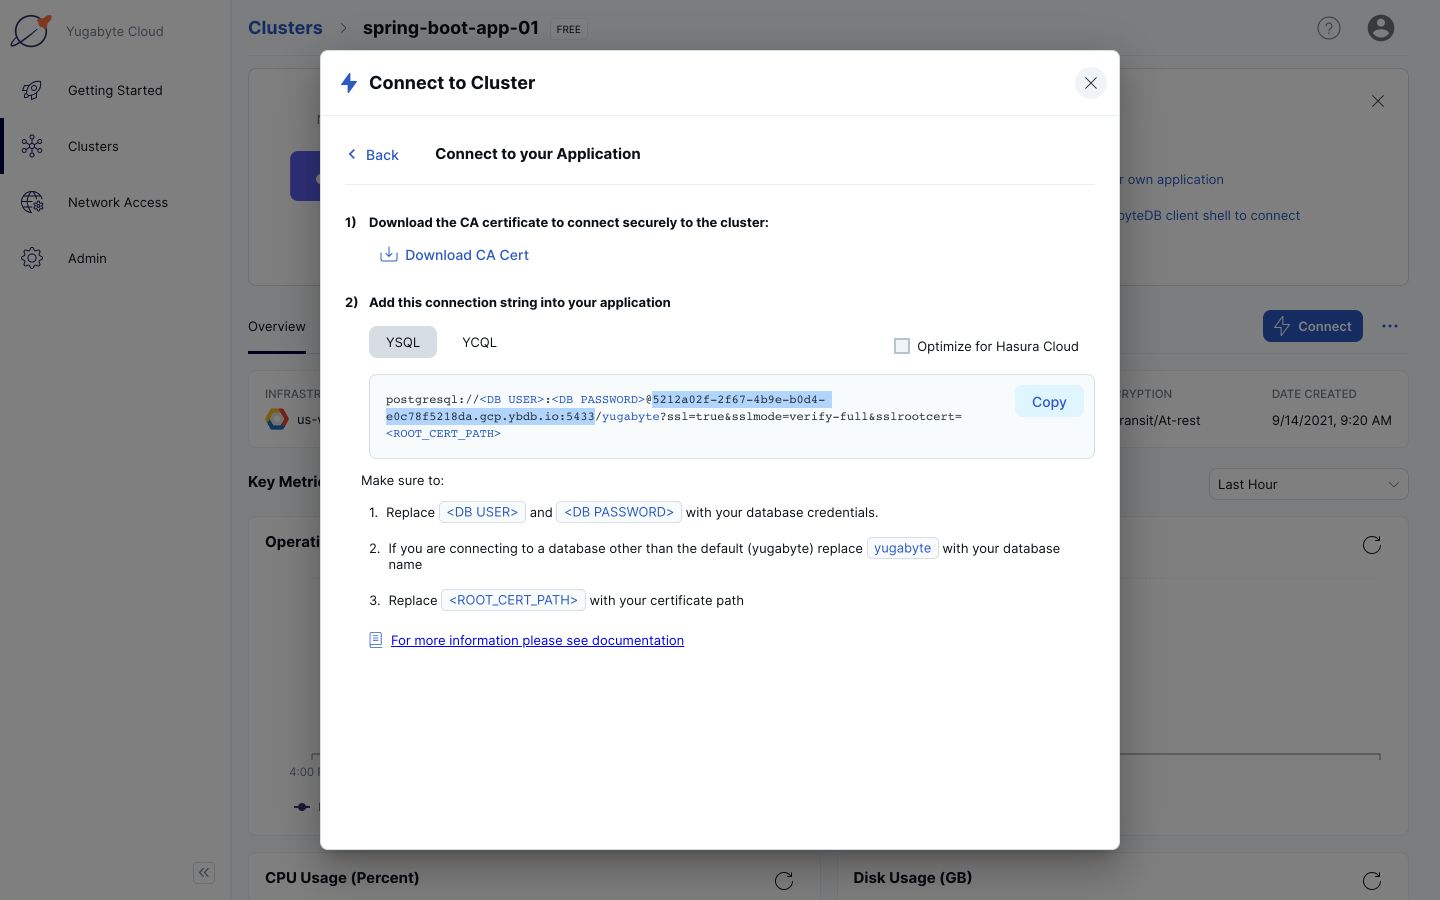 Yugabyte Cloud
Clusters > spring-boot-app-01 FREE
?
Getting Started
Clusters
Network Access
Admin
Connect to Cluster
Back
Connect to your Application
1) Download the CA certificate to connect securely to the cluster:
Download CA Cert
2) Add this connection string into your application
YSQL YCQL
Optimize for Hasura Cloud
postgresql://<DB USER>:<DB PASSWORD>@5212a02f-2f67-4b9e-b0d4-
e0c78f5218da.gcp.ybdb.io:5433/yugabyte?ssl=true&sslmode=verify-full&sslrootcert=
<ROOT_CERT_PATH>
Copy
Make sure to:
1. Replace <DB USER> and <DB PASSWORD> with your database credentials.
2. If you are connecting to a database other than the default (yugabyte) replace yugabyte with your database
name
3. Replace <ROOT_CERT_PATH> with your certificate path
For more information please see documentation
own application
client shell to connect
Overview
Connect
DATE CREATED
At-rest
9/14/2021, 9:20 AM
Key
Last Hour
4:00
CPU Usage (Percent)
Disk Usage (GB)